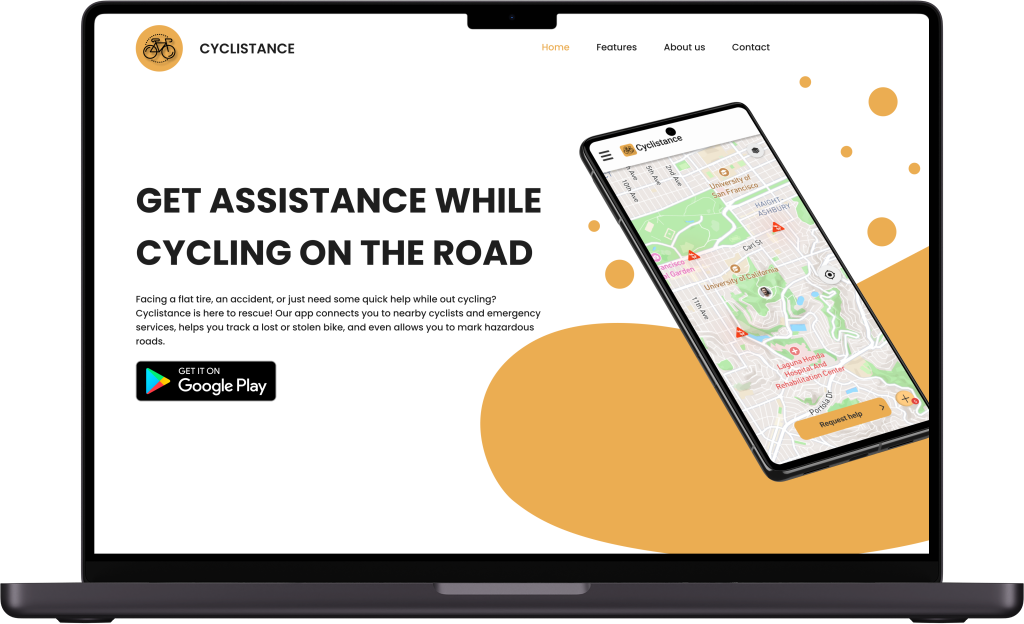 CYCLISTANCE
Home
Features
About us
Contact
GET ASSISTANCE WHILE
CYCLING ON THE ROAD
Facing a flat tire, an accident, or just need some quick help while out cycling?
Cyclistance is here to rescue! Our app connects you to nearby cyclists and emergency
services, helps you track a lost or stolen bike, and even allows you to mark hazardous
roads.
GET IT ON
Google Play
Cyclistance
5th Ave
2nd Ave
10th Ave
University of
San Francisco
HAIGHT-
ASHBURY
Carl St
University of California
11th Ave
Laguna Honda
Hospital And
Rehabilitation Center
Portola Dr
Request help